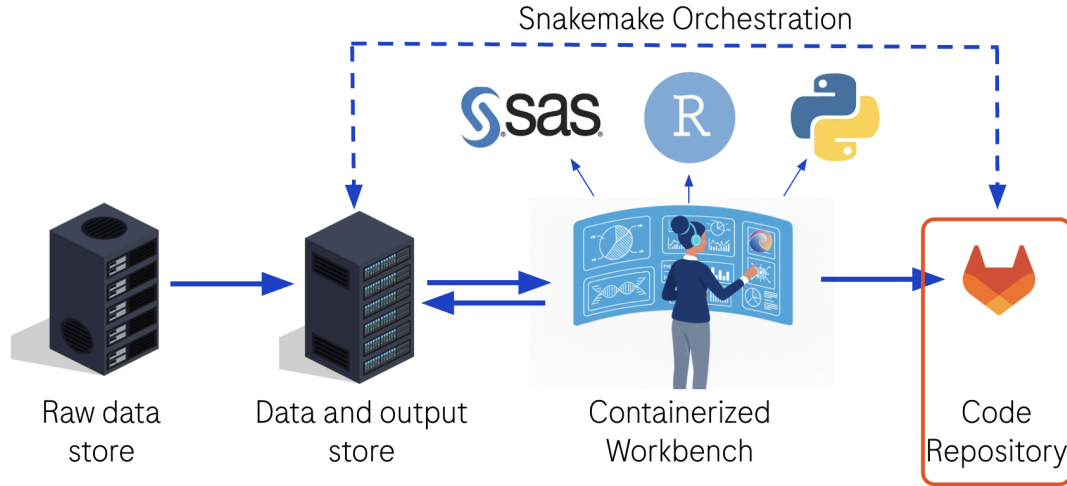 Snakemake Orchestration
sas
R
Raw data
store
Data and output
store
Containerized
Workbench
Code
Repository